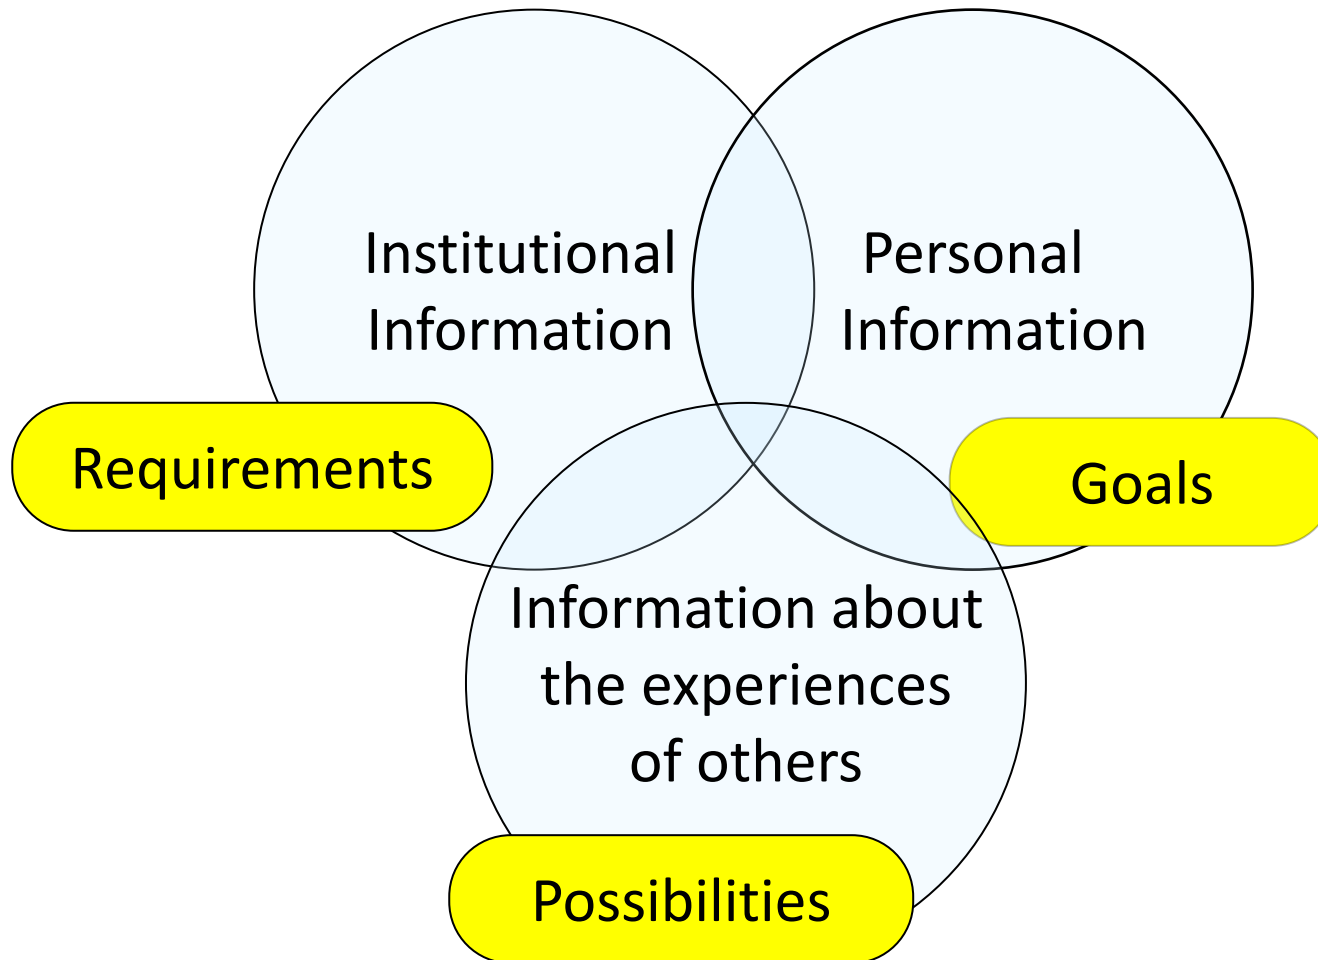 Institutional
Information
Personal
Information
Requirements
Goals
Information about
the experiences
of others
Possibilities